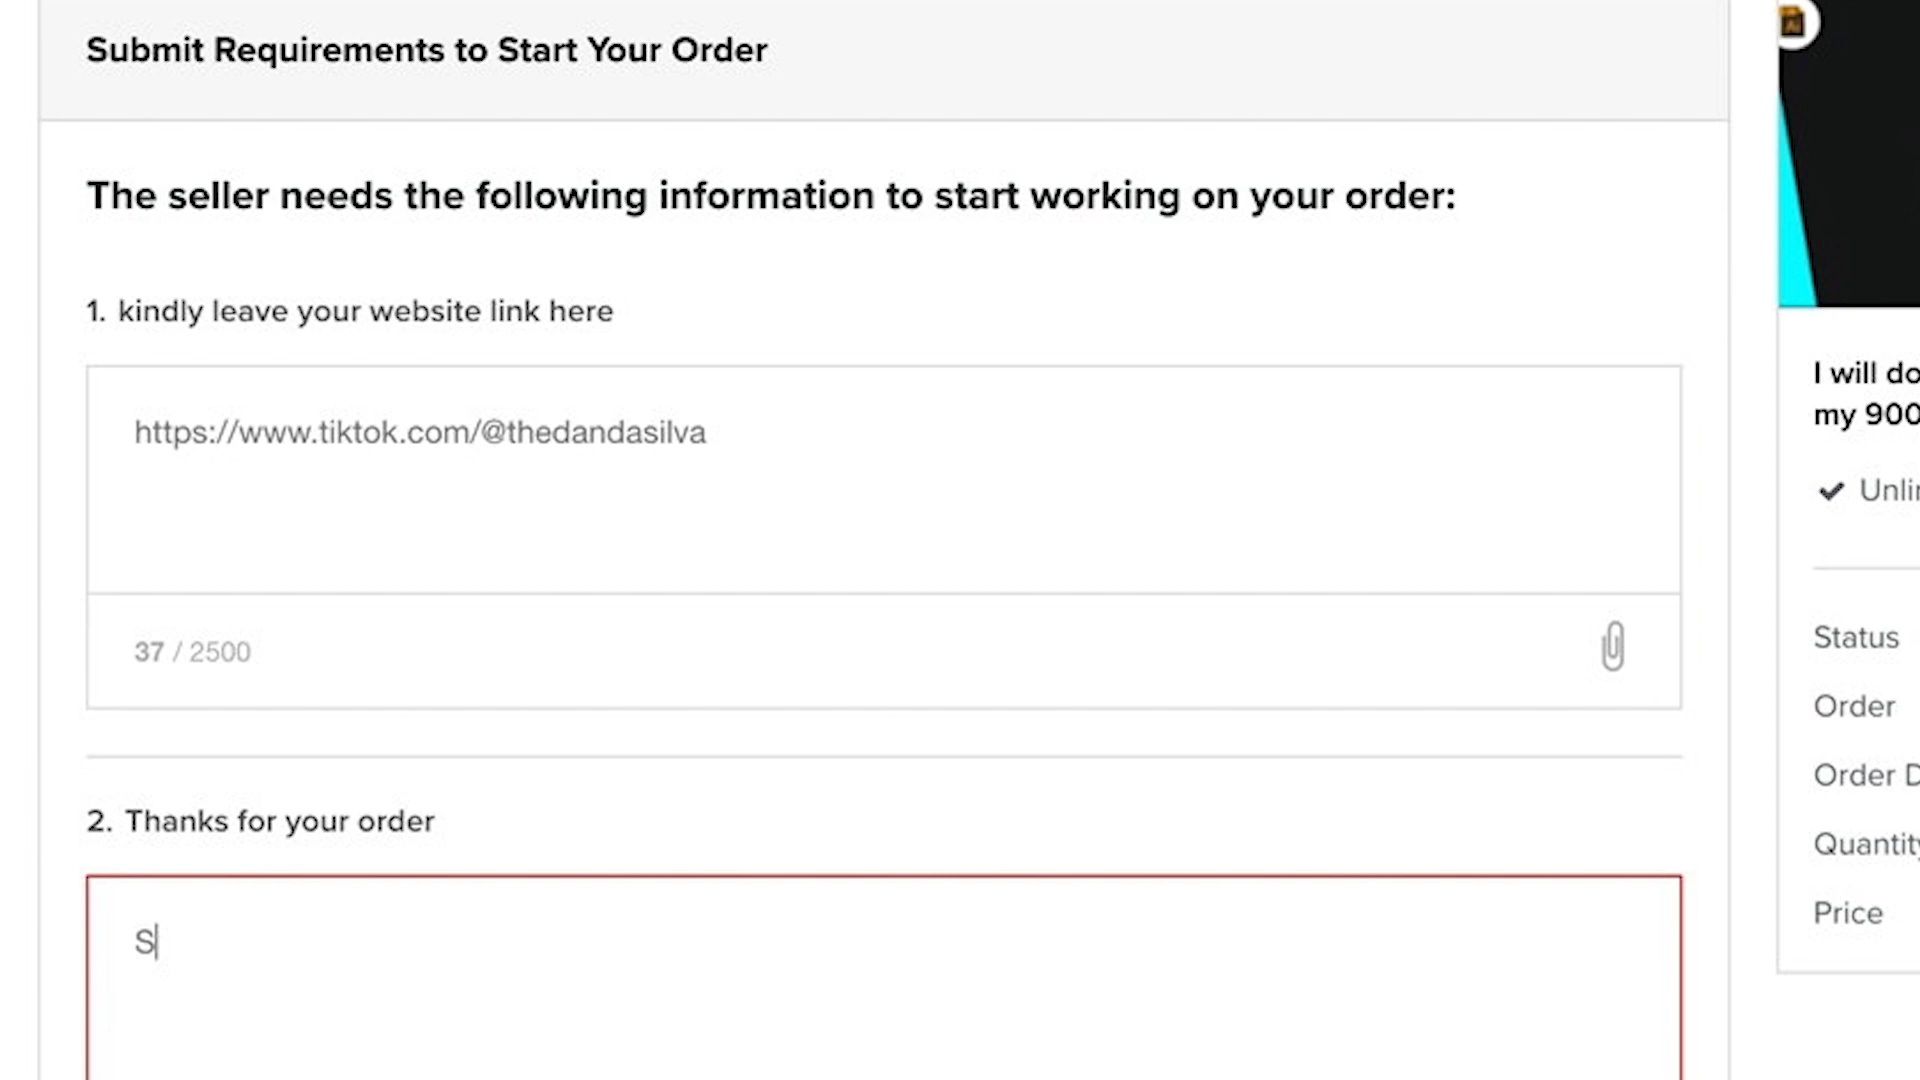 Submit Requirements to Start Your Order
The seller needs the following information to start working on your order:
1. kindly leave your website link here
https://www.tiktok.com/@thedandasilva
37 / 2500
2. Thanks for your order
S
I will do
my 900
Status
Order
Order
Quantity
Price